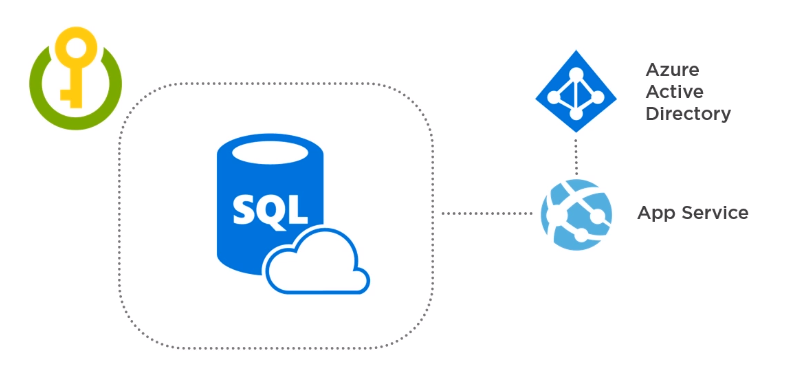 SQL
Azure
Active
Directory
App Service